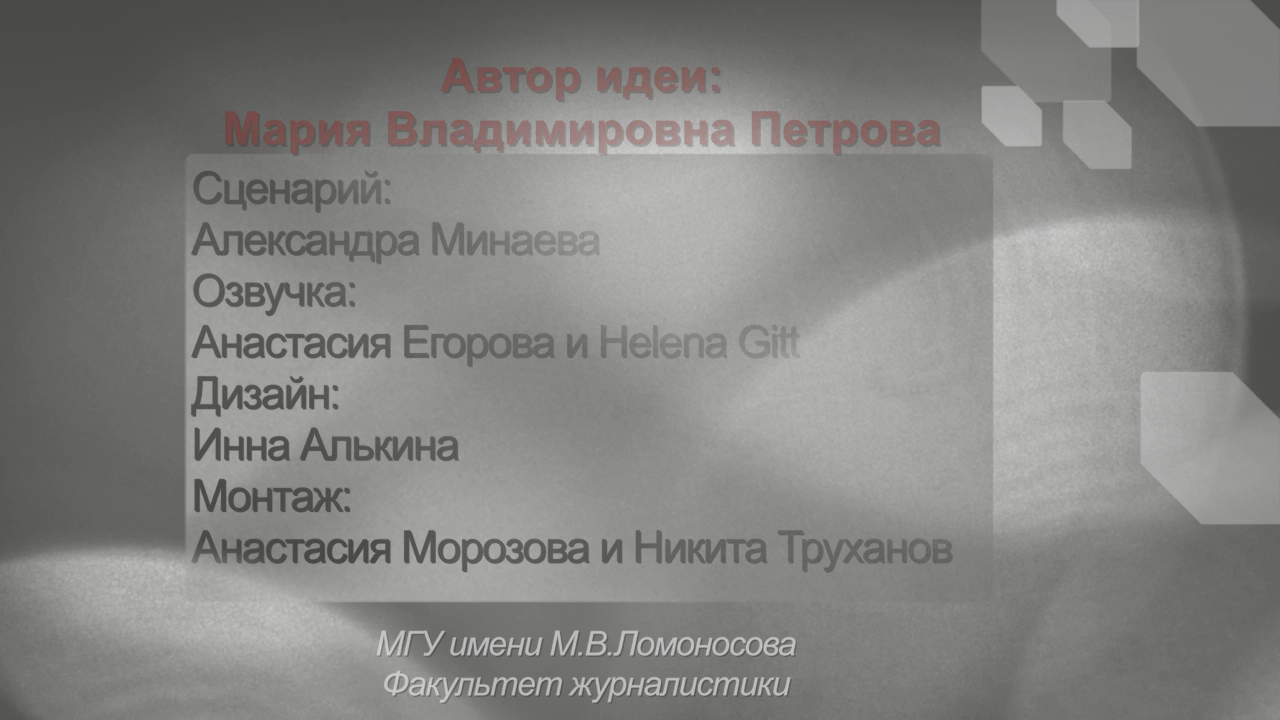 Автор идеи:
Мария Владимировна Петрова
Сценарий:
Александра Минаева
Озвучка:
Анастасия Егорова и Helena Gitt
Дизайн:
Инна Алькина
Монтаж:
Анастасия Морозова и Никита Труханов
МГУ имени М.В.Ломоносова
Факультет журналистики